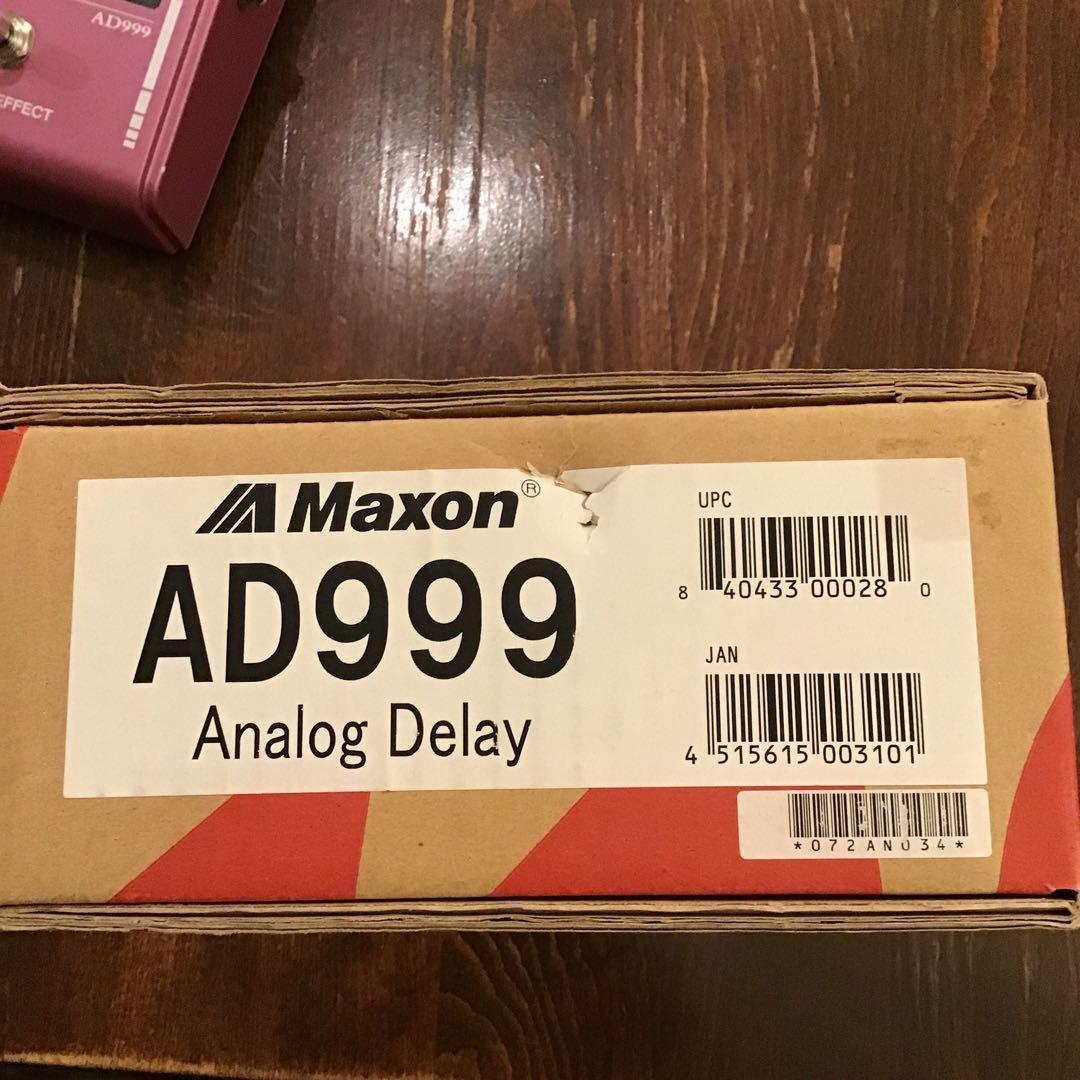 AD999
EFFECT
Maxon®
AD999
Analog Delay
UPC
8 40433 00028 0
JAN
4 515615 003101
*072AN034*